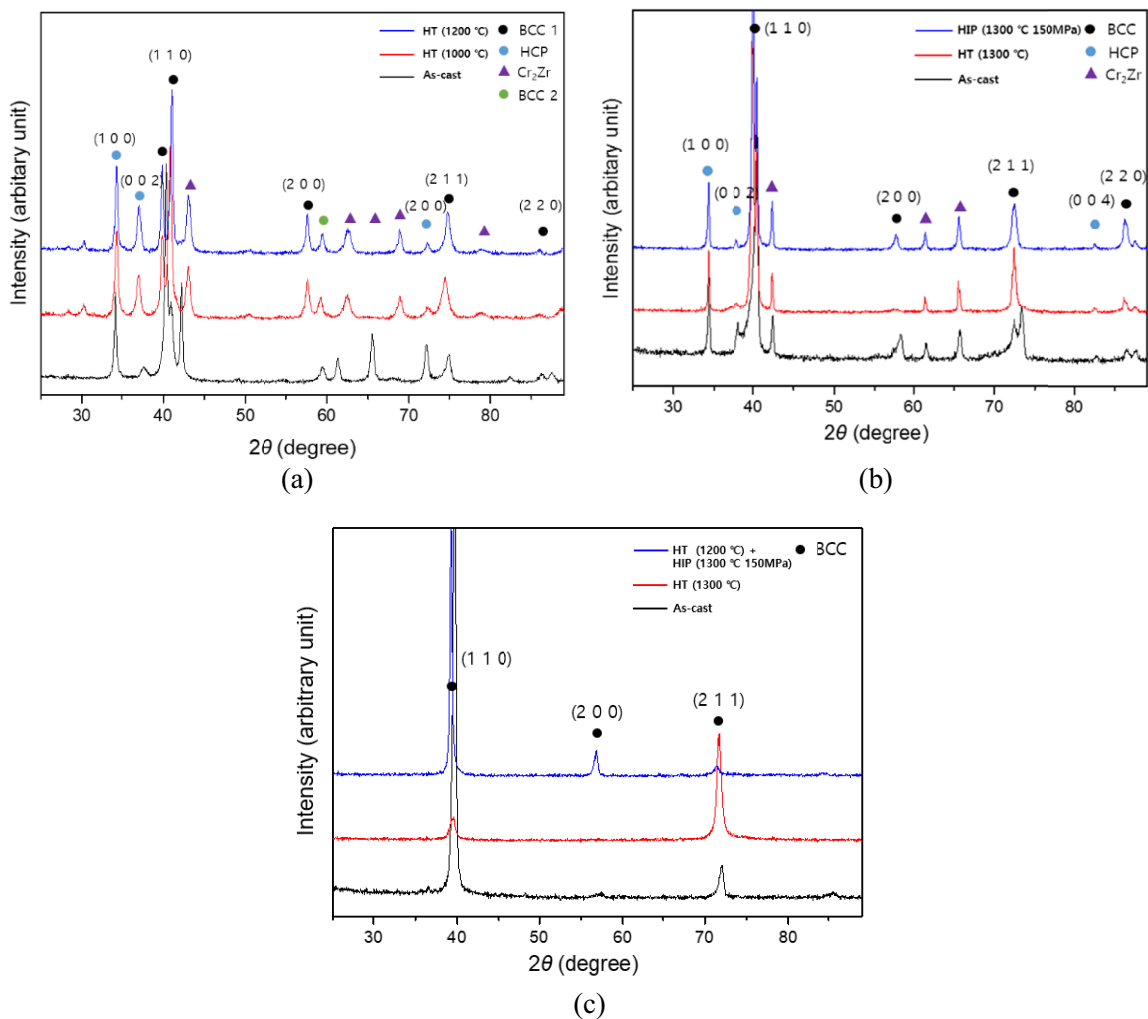 HT (1200 ℃)
HT (1000 ℃)
As-cast
BCC 1
HCP
Cr₂Zr
BCC 2
(1 0 0)
(0 0 2)
(1 1 0)
(2 0 0)
(2 0 0)
(2 1 1)
(2 2 0)
Intensity (arbitary unit)
30 40 50 60 70 80
2θ (degree)
(a)
HIP (1300 ℃ 150MPa)
HT (1300 ℃)
As-cast
BCC
HCP
Cr₂Zr
(1 1 0)
(1 0 0)
(0 0 2)
(2 0 0)
(2 1 1)
(0 0 4)
(2 2 0)
Intensity (arbitrary unit)
30 40 50 60 70 80
2θ (degree)
(b)
HT (1200 ℃) +
HIP (1300 ℃ 150MPa)
HT (1300 ℃)
As-cast
BCC
(1 1 0)
(2 0 0)
(2 1 1)
Intensity (arbitrary unit)
30 40 50 60 70 80
2θ (degree)
(c)